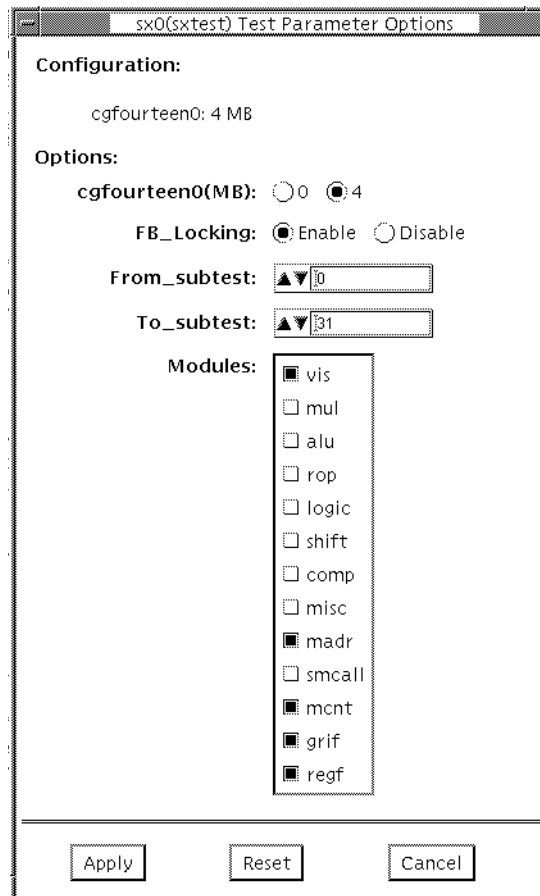 sx0(sxtest) Test Parameter Options
Configuration:
cgfourteen0: 4 MB
Options:
cgfourteen0(MB): 0 4
FB_Locking: Enable Disable
From_subtest: 0
To_subtest: 31
Modules:
vis
mul
alu
rop
logic
shift
comp
misc
madr
smcall
mcnt
grif
regf
Apply Reset Cancel